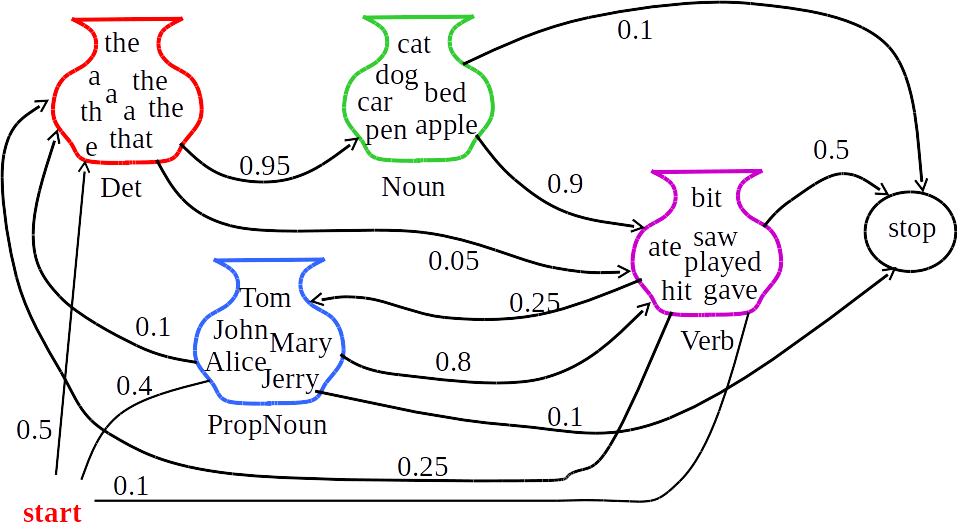 the
a the
th a a the
e that
Det
cat
dog
car bed
pen apple
Noun
0.1
0.95
0.9
0.5
bit
ate saw
played
hit gave
Verb
stop
0.05
0.25
Tom
John
Mary
Alice
Jerry
PropNoun
0.1
0.8
0.4
0.1
0.5
0.25
0.1
start